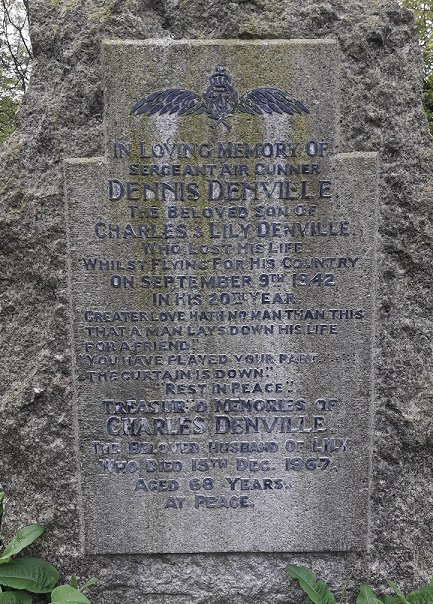 In Loving Memory Of
Sergeant Air Gunner
Dennis Denville.
The Beloved Son Of
Charles & Lily Denville.
Who Lost His Life
Whilst Flying For His Country
on September 9th 1942
In His 20th Year.
"Greater love hath no man than this
that a man lays down his life
for a friend."
"You have played your part
the curtain is down"
"Rest in peace".
Treasur'd Memories of
Charles Denville.
The Beloved Husband Of Lily.
Who Died 15th Dec. 1967.
Aged 68 Years.
At Peace.